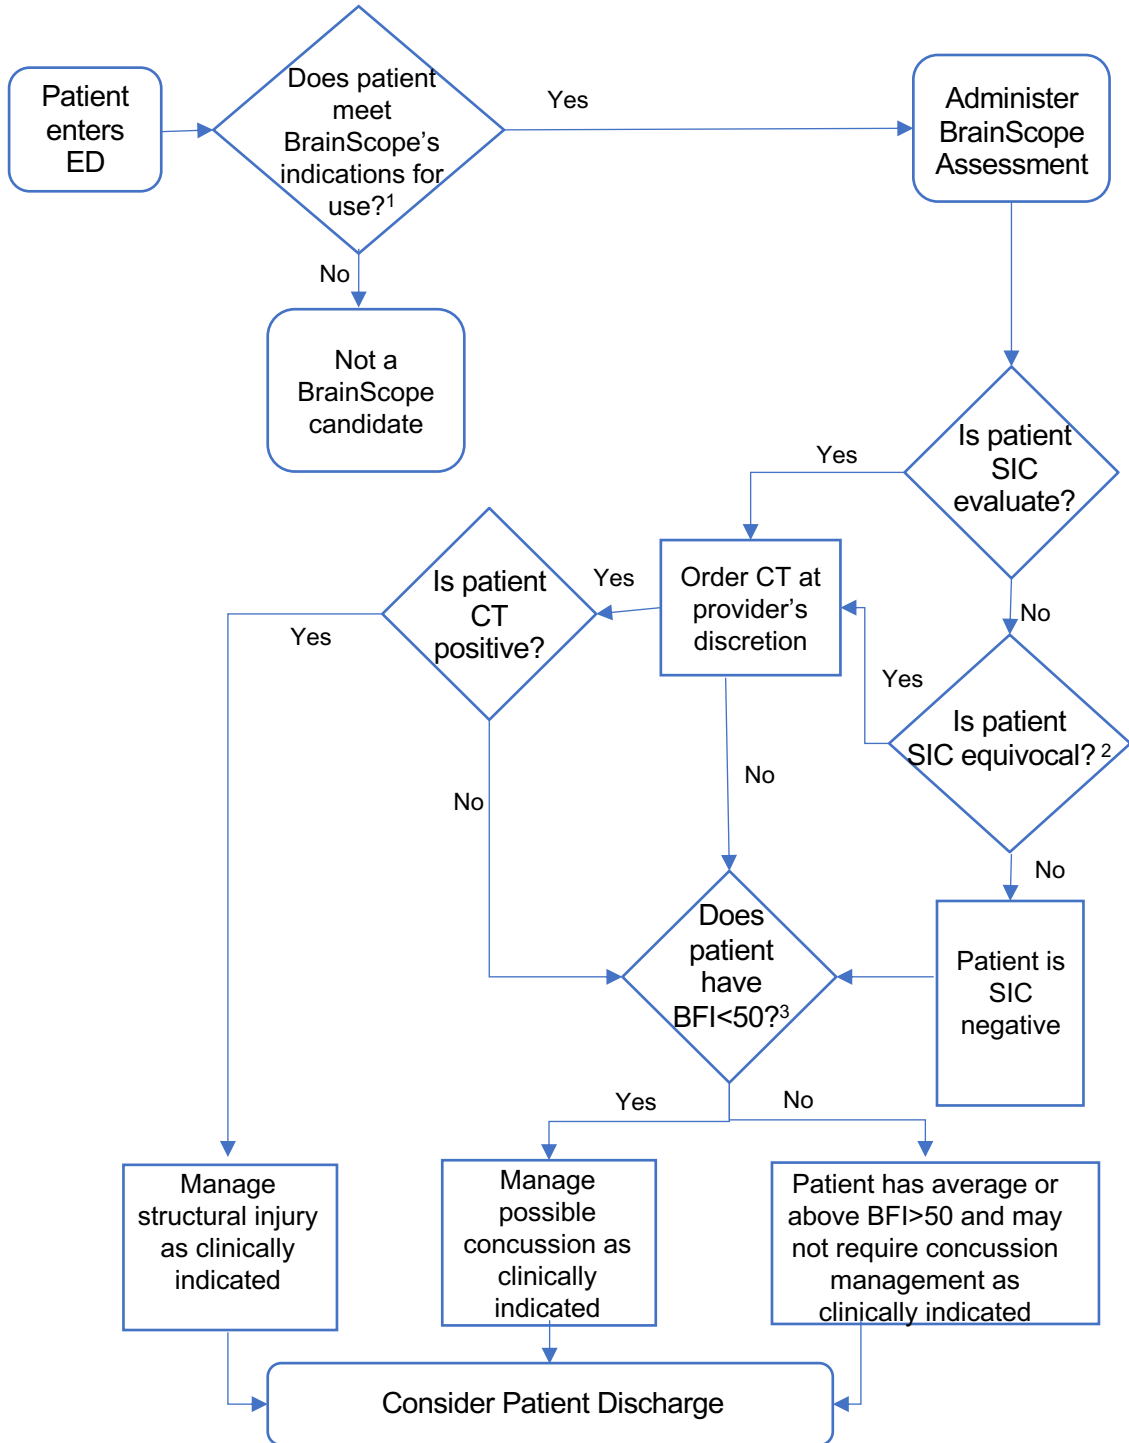 Patient
enters
ED
Does patient
meet
BrainScope’s
indications for
use?¹
Yes
Administer
BrainScope
Assessment
No
Not a
BrainScope
candidate
Is patient
SIC
evaluate?
Yes
Order CT at
provider’s
discretion
Yes
Is patient
CT
positive?
Yes
No
Is patient
SIC equivocal? ²
Yes
No
No
No
Patient is
SIC
negative
Does
patient
have
BFI<50?³
Yes
No
Manage
structural injury
as clinically
indicated
Manage
possible
concussion as
clinically
indicated
Patient has average or
above BFI>50 and may
not require concussion
management as
clinically indicated
Consider Patient Discharge